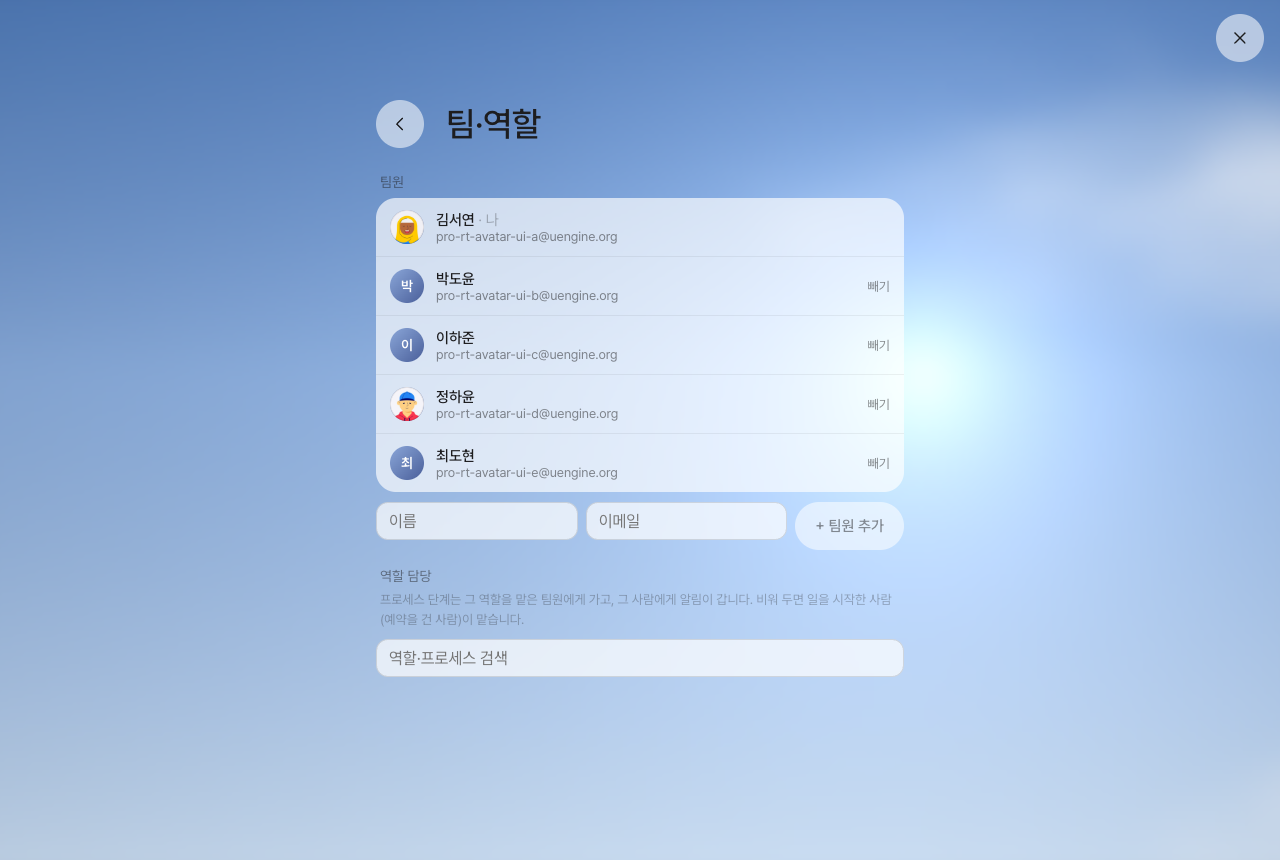 팀·역할
팀원
김서연 · 나
pro-rt-avatar-ui-a@uengine.org
박
박도윤
pro-rt-avatar-ui-b@uengine.org
빼기
이
이하준
pro-rt-avatar-ui-c@uengine.org
빼기
정하윤
pro-rt-avatar-ui-d@uengine.org
빼기
최
최도현
pro-rt-avatar-ui-e@uengine.org
빼기
이름
이메일
+ 팀원 추가
역할 담당
프로세스 단계는 그 역할을 맡은 팀원에게 가고, 그 사람에게 알림이 갑니다. 비워 두면 일을 시작한 사람
(예약을 건 사람)이 맡습니다.
역할·프로세스 검색